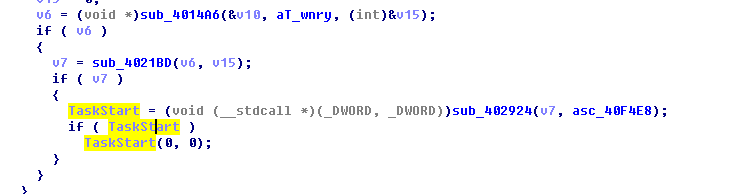 v6 = (void *)sub_4014A6(&v10, aT_wnry, (int)&v15);
if ( v6 )
{
v7 = sub_4021BD(v6, v15);
if ( v7 )
{
TaskStart = (void (__stdcall *)(_DWORD, _DWORD))sub_402924(v7, asc_40F4E8);
if ( TaskStart )
TaskStart(0, 0);
}
}
}